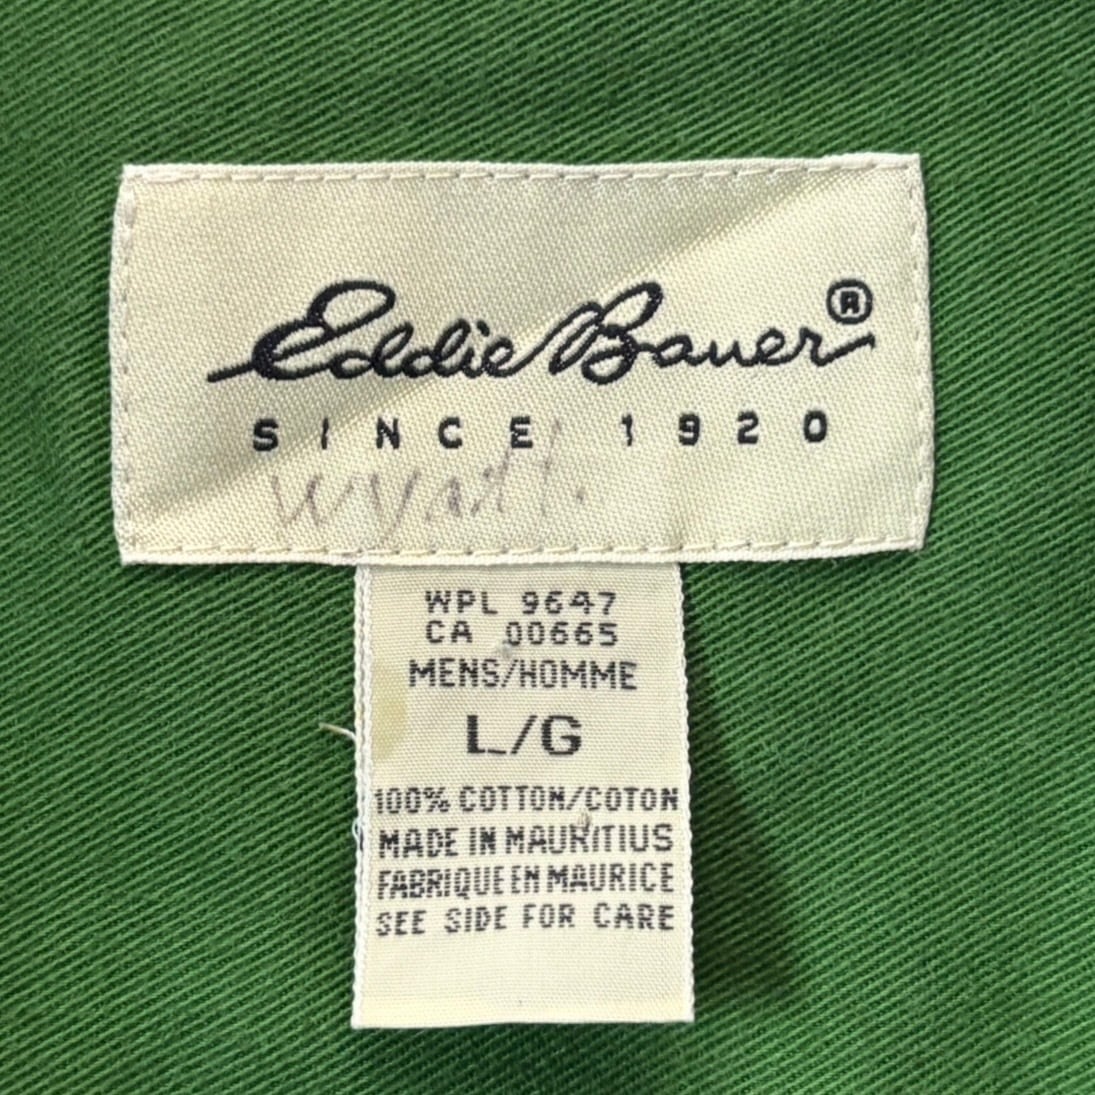 Eddie Bauer®
SINCE 1920
Wyatt.
WPL 9647
CA 00665
MENS/HOMME
L/G
100% COTTON/COTON
MADE IN MAURITIUS
FABRIQUE EN MAURICE
SEE SIDE FOR CARE